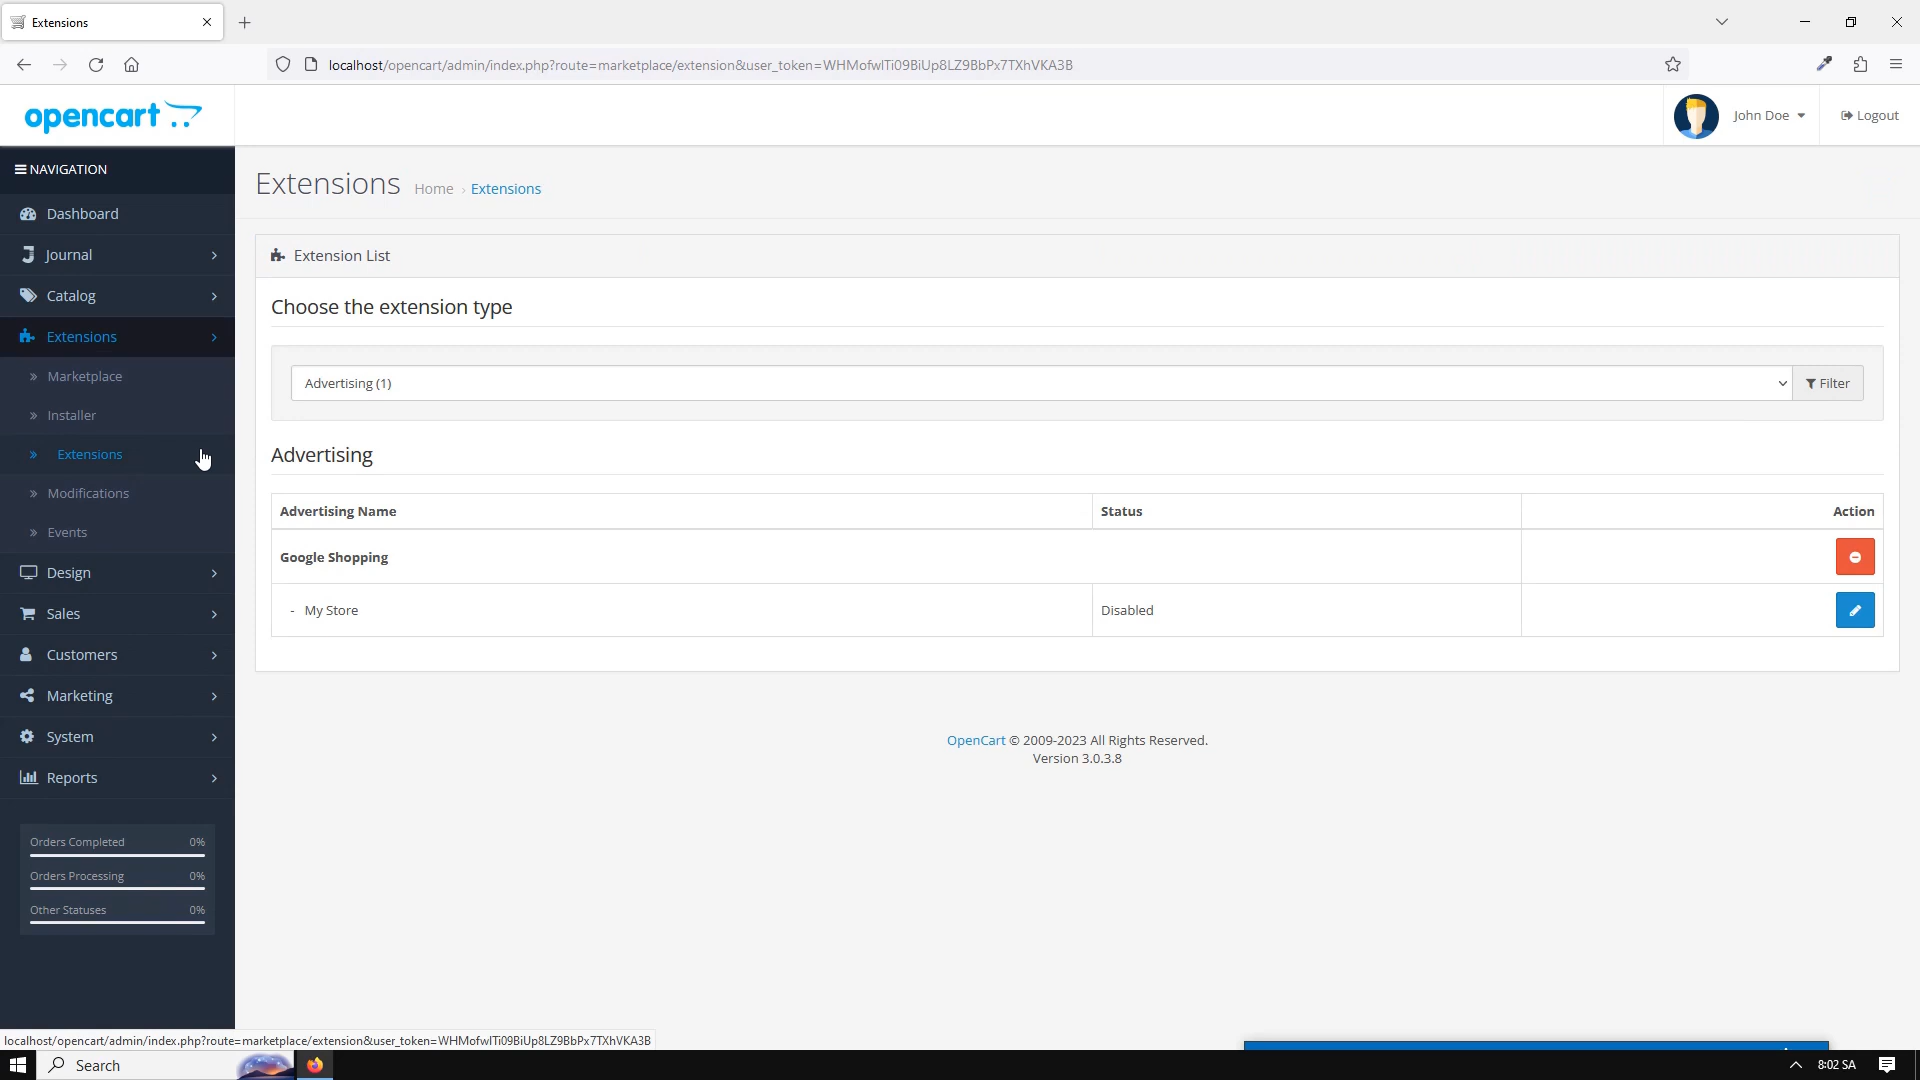 Extensions
localhost/opencart/admin/index.php?route=marketplace/extension&user_token=WHMofwlTi09BiUp8LZ9BbPx7TXhVKA3B
opencart
John Doe
Logout
NAVIGATION
Dashboard
Journal
Catalog
Extensions
Marketplace
Installer
Extensions
Modifications
Events
Design
Sales
Customers
Marketing
System
Reports
Orders Completed 0%
Orders Processing 0%
Other Statuses 0%
Extensions Home › Extensions
Extension List
Choose the extension type
Advertising (1) Filter
Advertising
Advertising Name Status Action
Google Shopping
- My Store Disabled
OpenCart © 2009-2023 All Rights Reserved.
Version 3.0.3.8
localhost/opencart/admin/index.php?route=marketplace/extension&user_token=WHMofwlTi09BiUp8LZ9BbPx7TXhVKA3B
Search
8:02 SA